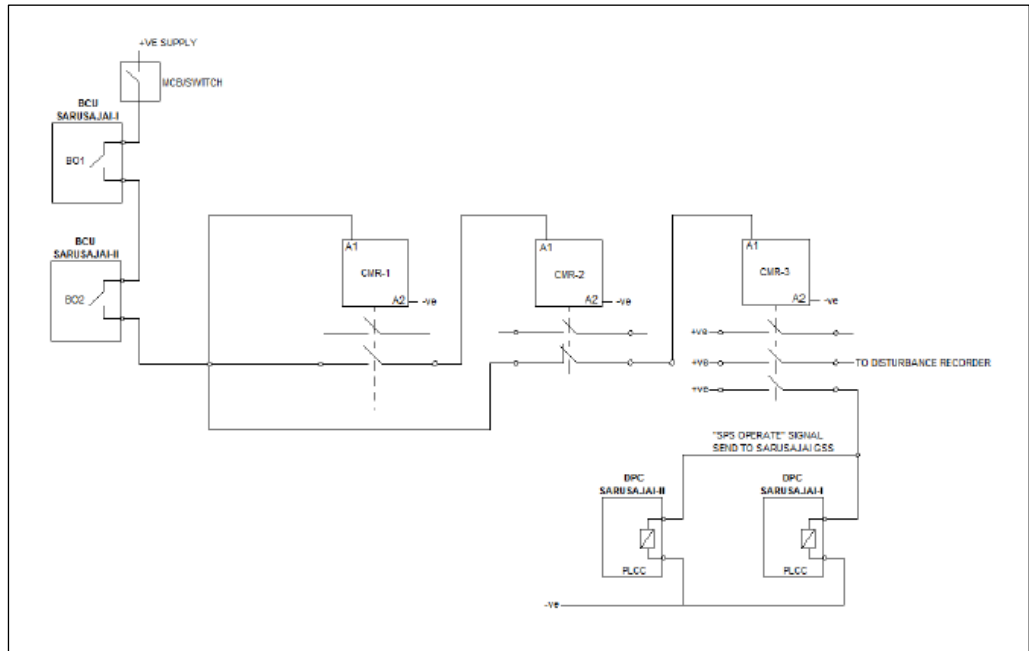 +VE SUPPLY
MCB/SWITCH
BCU
SARUSAJAI-I
BO1
BCU
SARUSAJAI-II
BO2
A1
CMR-1
A2
-ve
A1
CMR-2
A2
-ve
A1
CMR-3
A2
-ve
+ve
+ve
TO DISTURBANCE RECORDER
+ve
"SPS OPERATE" SIGNAL
SEND TO SARUSAJAI GSS
DPC
SARUSAJAI-II
PLCC
DPC
SARUSAJAI-I
PLCC
-ve